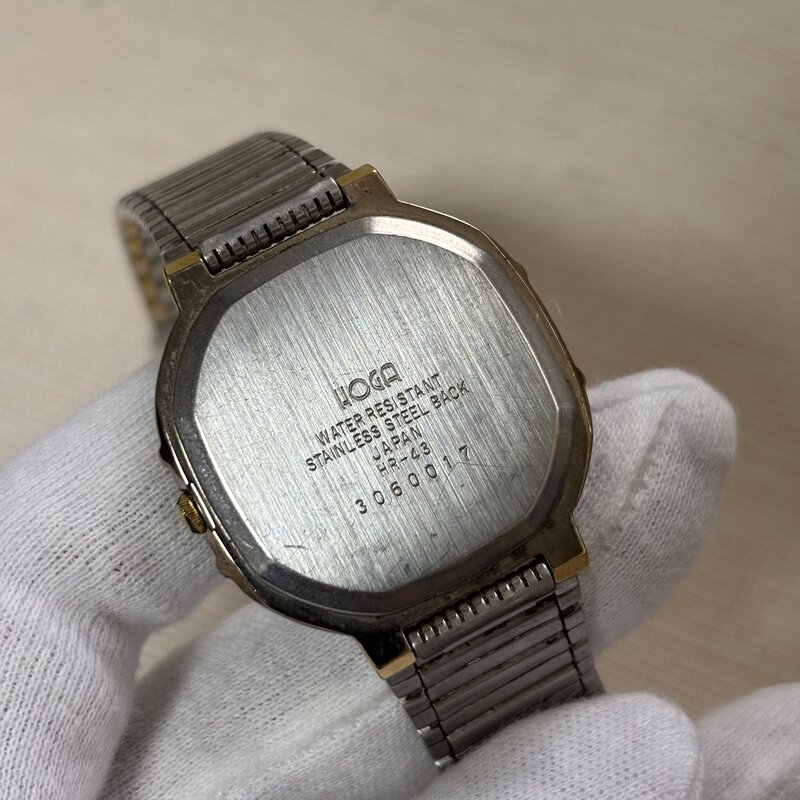 HOGA
WATER RESISTANT
STAINLESS STEEL BACK
JAPAN
HR-43
3060017